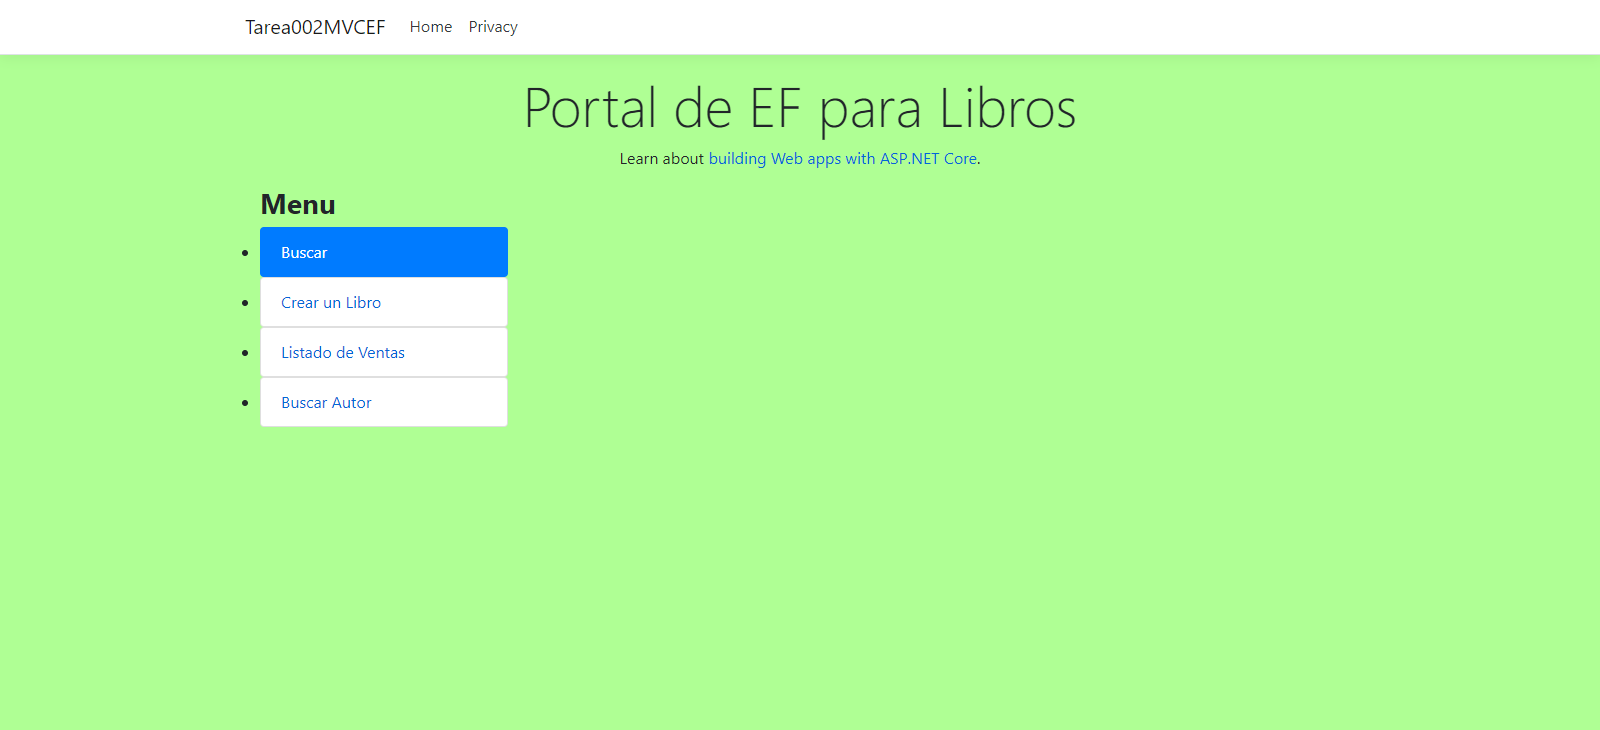 Tarea002MVCEF Home Privacy
Portal de EF para Libros
Learn about building Web apps with ASP.NET Core.
Menu
Buscar
Crear un Libro
Listado de Ventas
Buscar Autor